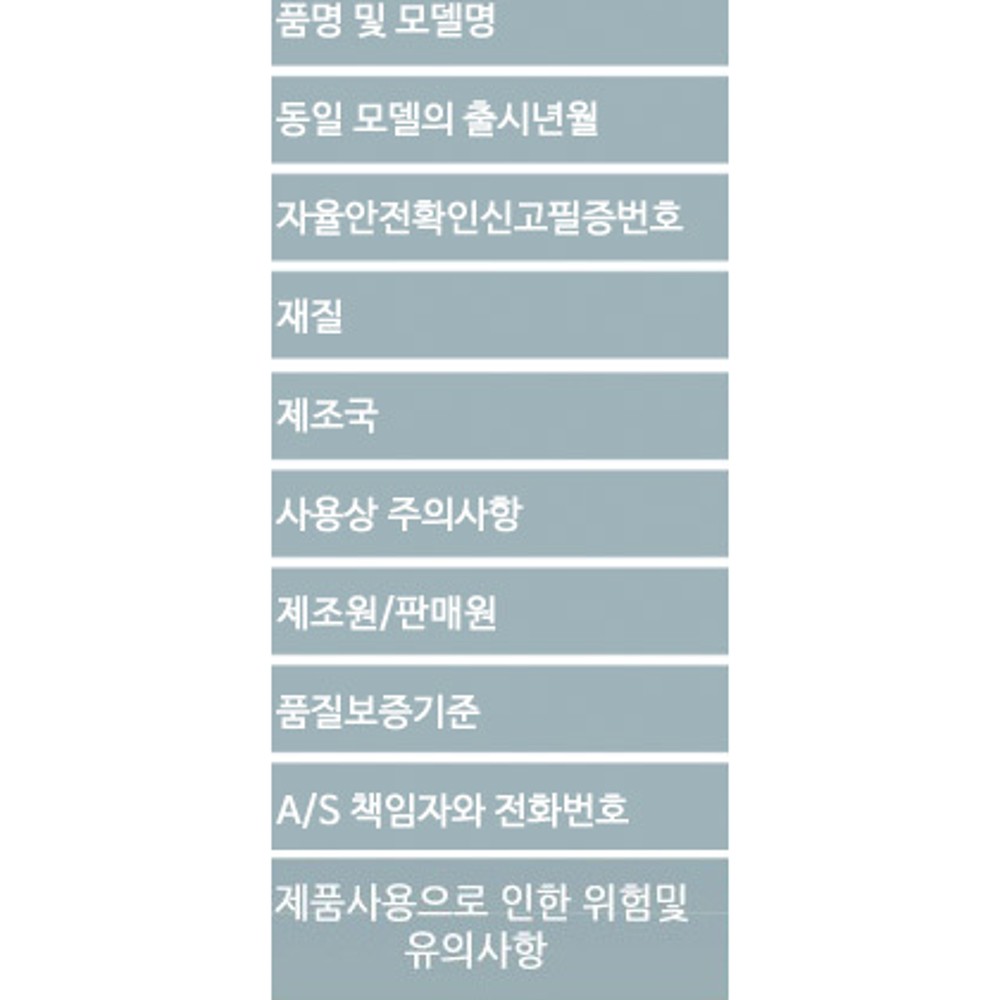 품명 및 모델명
동일 모델의 출시년월
자율안전확인신고필증번호
재질
제조국
사용상 주의사항
제조원/판매원
품질보증기준
A/S 책임자와 전화번호
제품사용으로 인한 위험및
유의사항